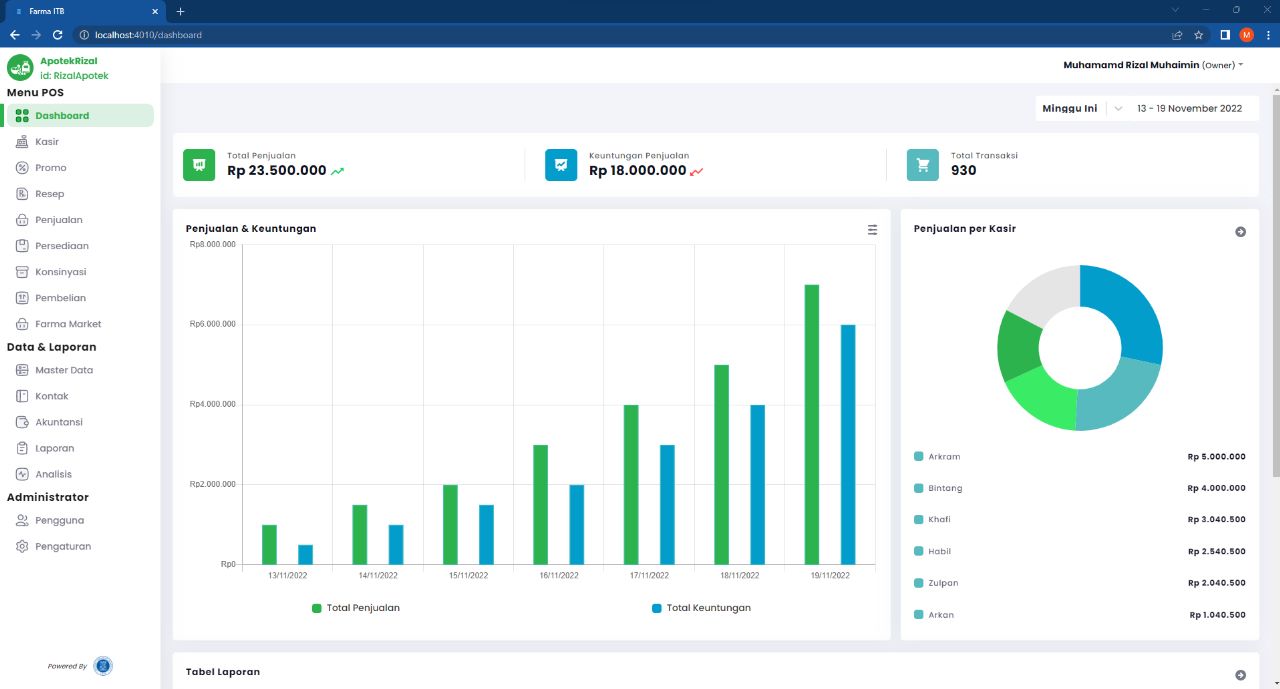 Farma ITB
localhost:4010/dashboard
M
ApotekRizal
id: RizalApotek
Muhamamd Rizal Muhaimin (Owner)
Menu POS
Dashboard
Kasir
Promo
Resep
Penjualan
Persediaan
Konsinyasi
Pembelian
Farma Market
Data & Laporan
Master Data
Kontak
Akuntansi
Laporan
Analisis
Administrator
Pengguna
Pengaturan
Powered By
Minggu Ini 13 - 19 November 2022
Total Penjualan
Rp 23.500.000
Keuntungan Penjualan
Rp 18.000.000
Total Transaksi
930
Penjualan & Keuntungan
Rp8.000.000
Rp6.000.000
Rp4.000.000
Rp2.000.000
Rp0
13/11/2022 14/11/2022 15/11/2022 16/11/2022 17/11/2022 18/11/2022 19/11/2022
Total Penjualan Total Keuntungan
Penjualan per Kasir
Arkram Rp 5.000.000
Bintang Rp 4.000.000
Khafi Rp 3.040.500
Habil Rp 2.540.500
Zulpan Rp 2.040.500
Arkan Rp 1.040.500
Tabel Laporan